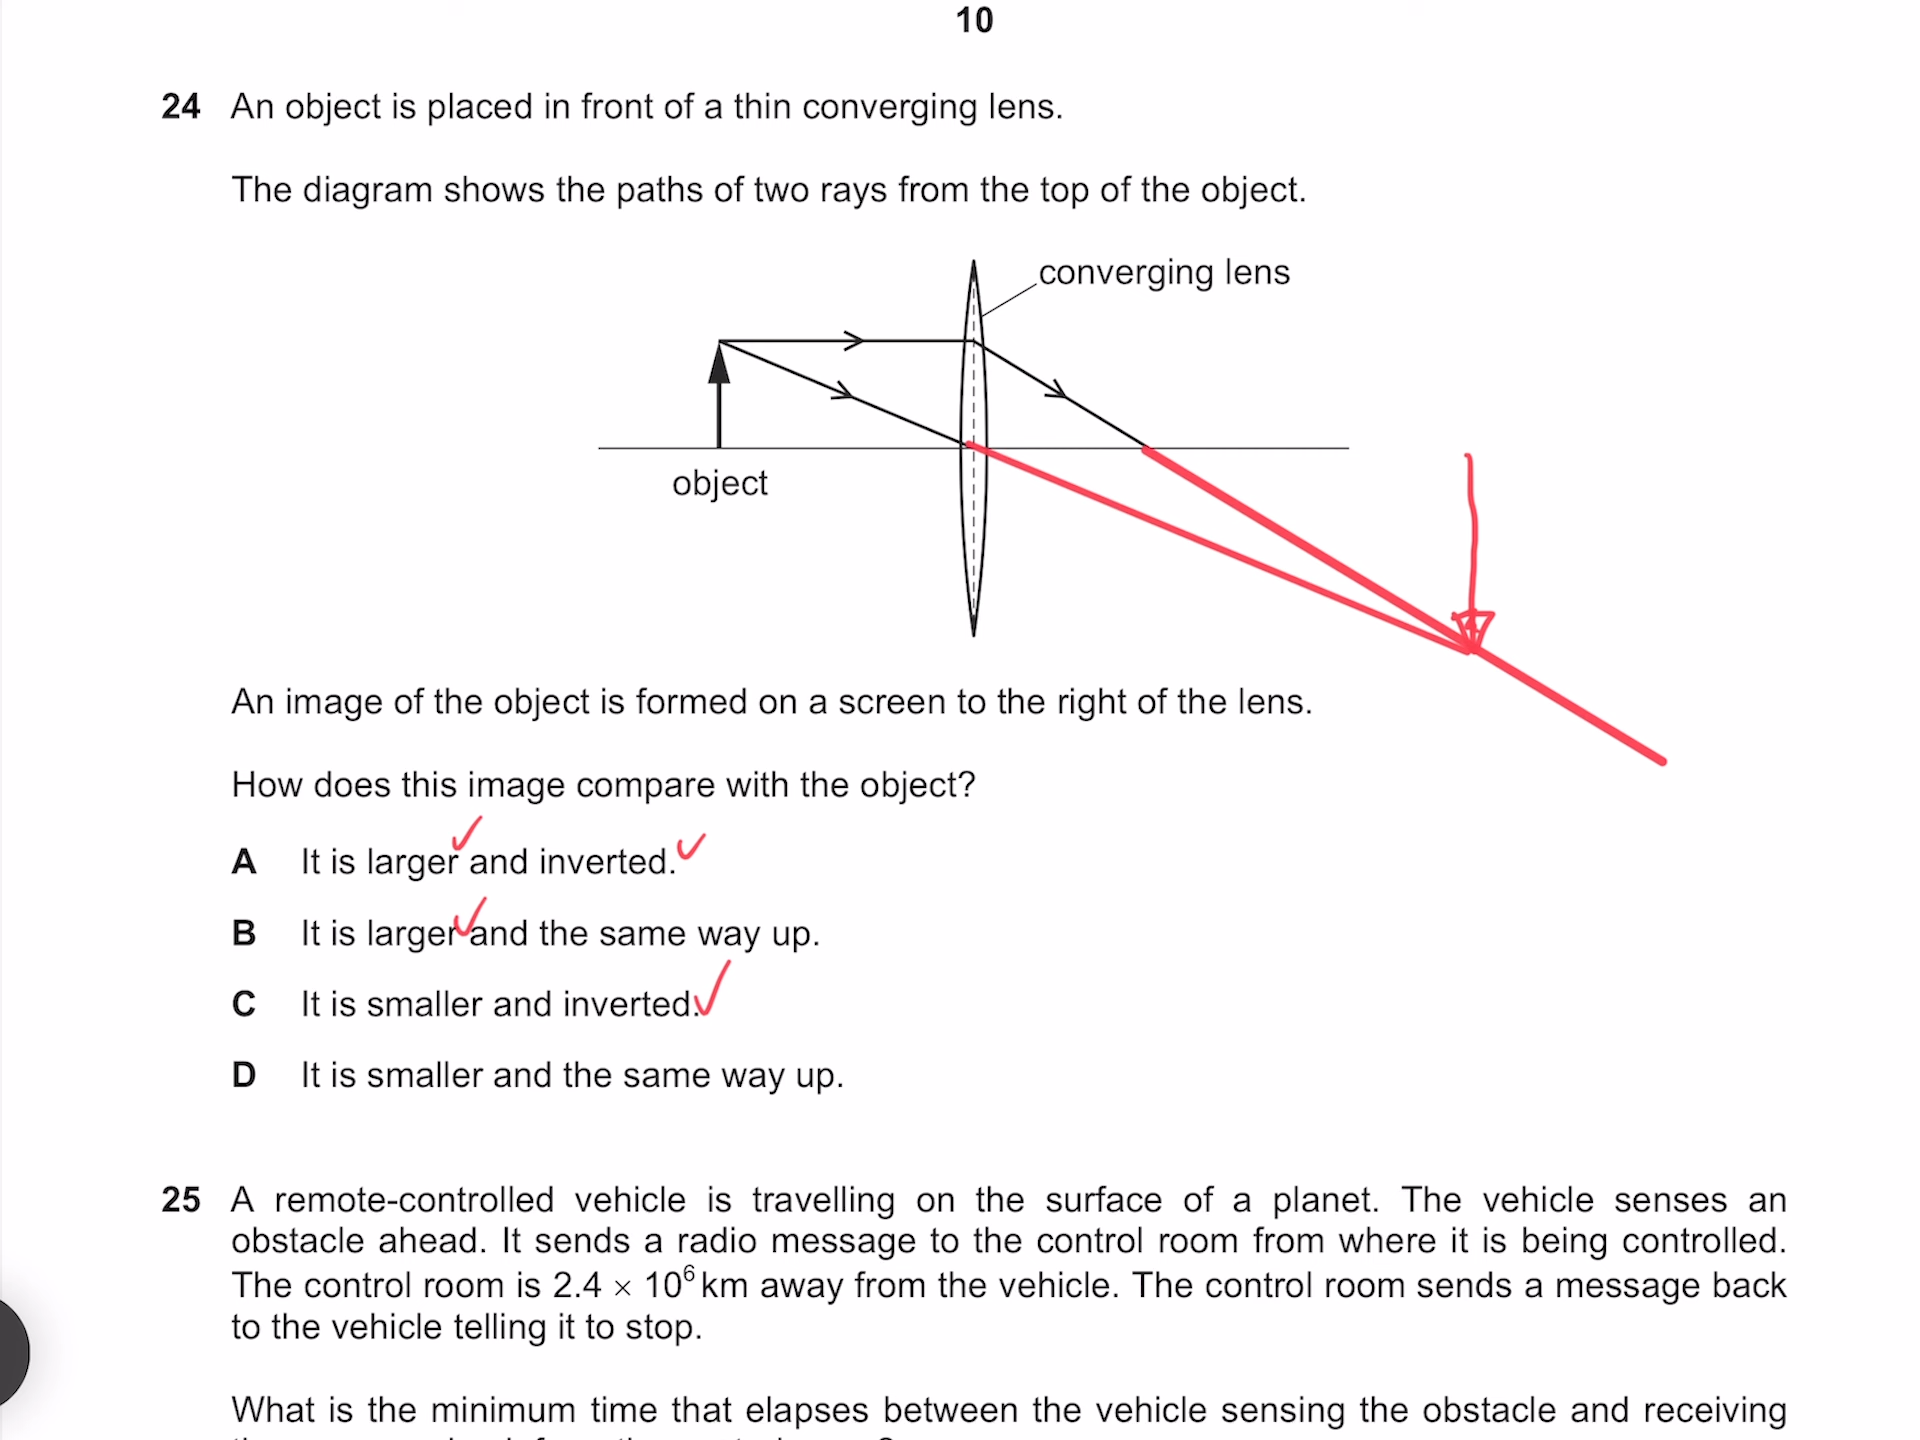 10
24 An object is placed in front of a thin converging lens.
The diagram shows the paths of two rays from the top of the object.
converging lens
object
An image of the object is formed on a screen to the right of the lens.
How does this image compare with the object?
A It is larger and inverted.
B It is larger and the same way up.
C It is smaller and inverted.
D It is smaller and the same way up.
25 A remote-controlled vehicle is travelling on the surface of a planet. The vehicle senses an
obstacle ahead. It sends a radio message to the control room from where it is being controlled.
The control room is 2.4 × 10⁶ km away from the vehicle. The control room sends a message back
to the vehicle telling it to stop.
What is the minimum time that elapses between the vehicle sensing the obstacle and receiving